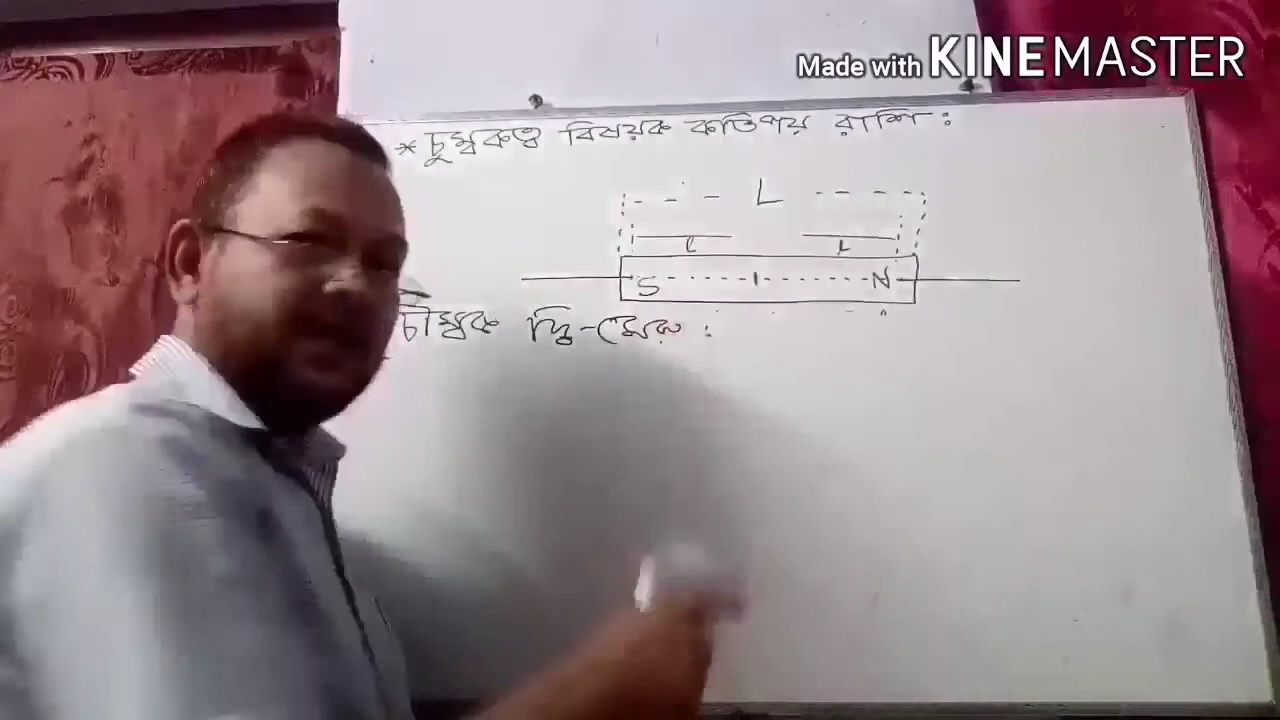 Made with KINEMASTER
* চুম্বকত্ব বিষয়ক কতিপয় রাশি :
L
l l
S N
চৌম্বক দ্বি-মেরু :